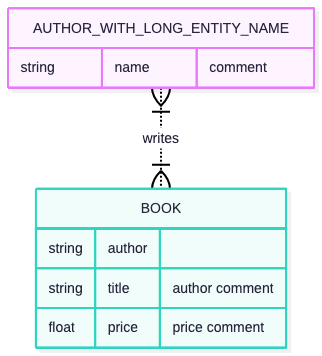 AUTHOR_WITH_LONG_ENTITY_NAME
string name comment
writes
BOOK
string author
string title author comment
float price price comment